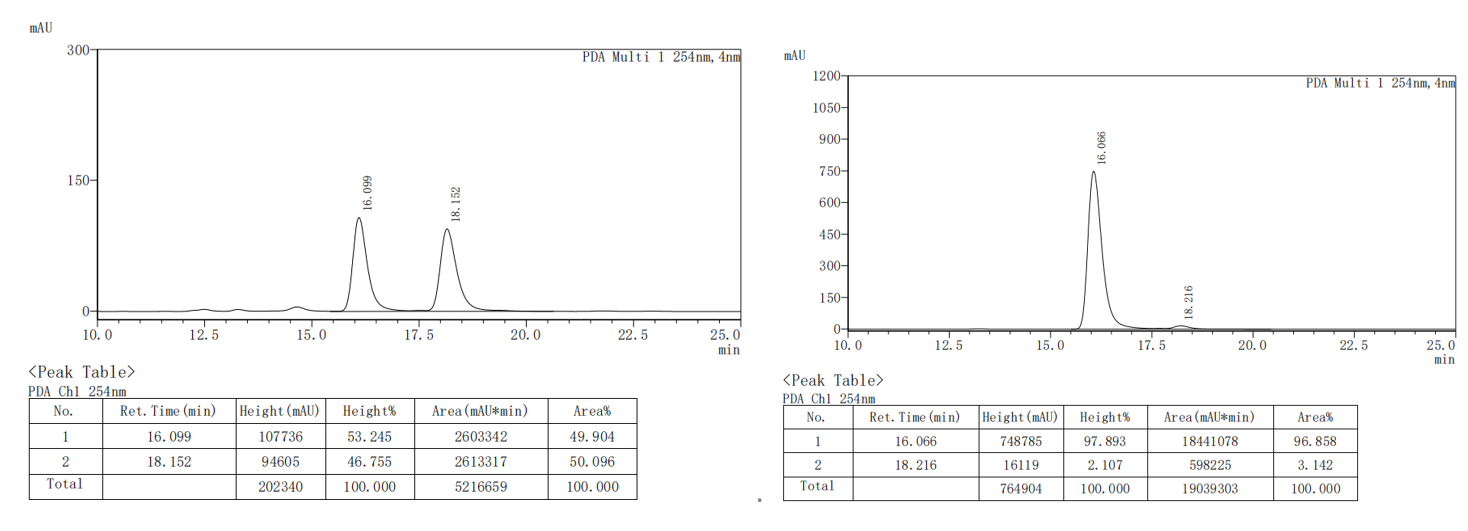 mAU
300
PDA Multi 1 254nm,4nm
16.099
18.152
150
0
10.0 12.5 15.0 17.5 20.0 22.5 25.0
min
<Peak Table>
PDA Ch1 254nm
No. Ret. Time(min) Height(mAU) Height% Area(mAU*min) Area%
1 16.099 107736 53.245 2603342 49.904
2 18.152 94605 46.755 2613317 50.096
Total 202340 100.000 5216659 100.000
mAU
1200
PDA Multi 1 254nm,4nm
1050
900
16.066
750
600
450
300
18.216
150
0
10.0 12.5 15.0 17.5 20.0 22.5 25.0
min
<Peak Table>
PDA Ch1 254nm
No. Ret. Time(min) Height(mAU) Height% Area(mAU*min) Area%
1 16.066 748785 97.893 18441078 96.858
2 18.216 16119 2.107 598225 3.142
Total 764904 100.000 19039303 100.000